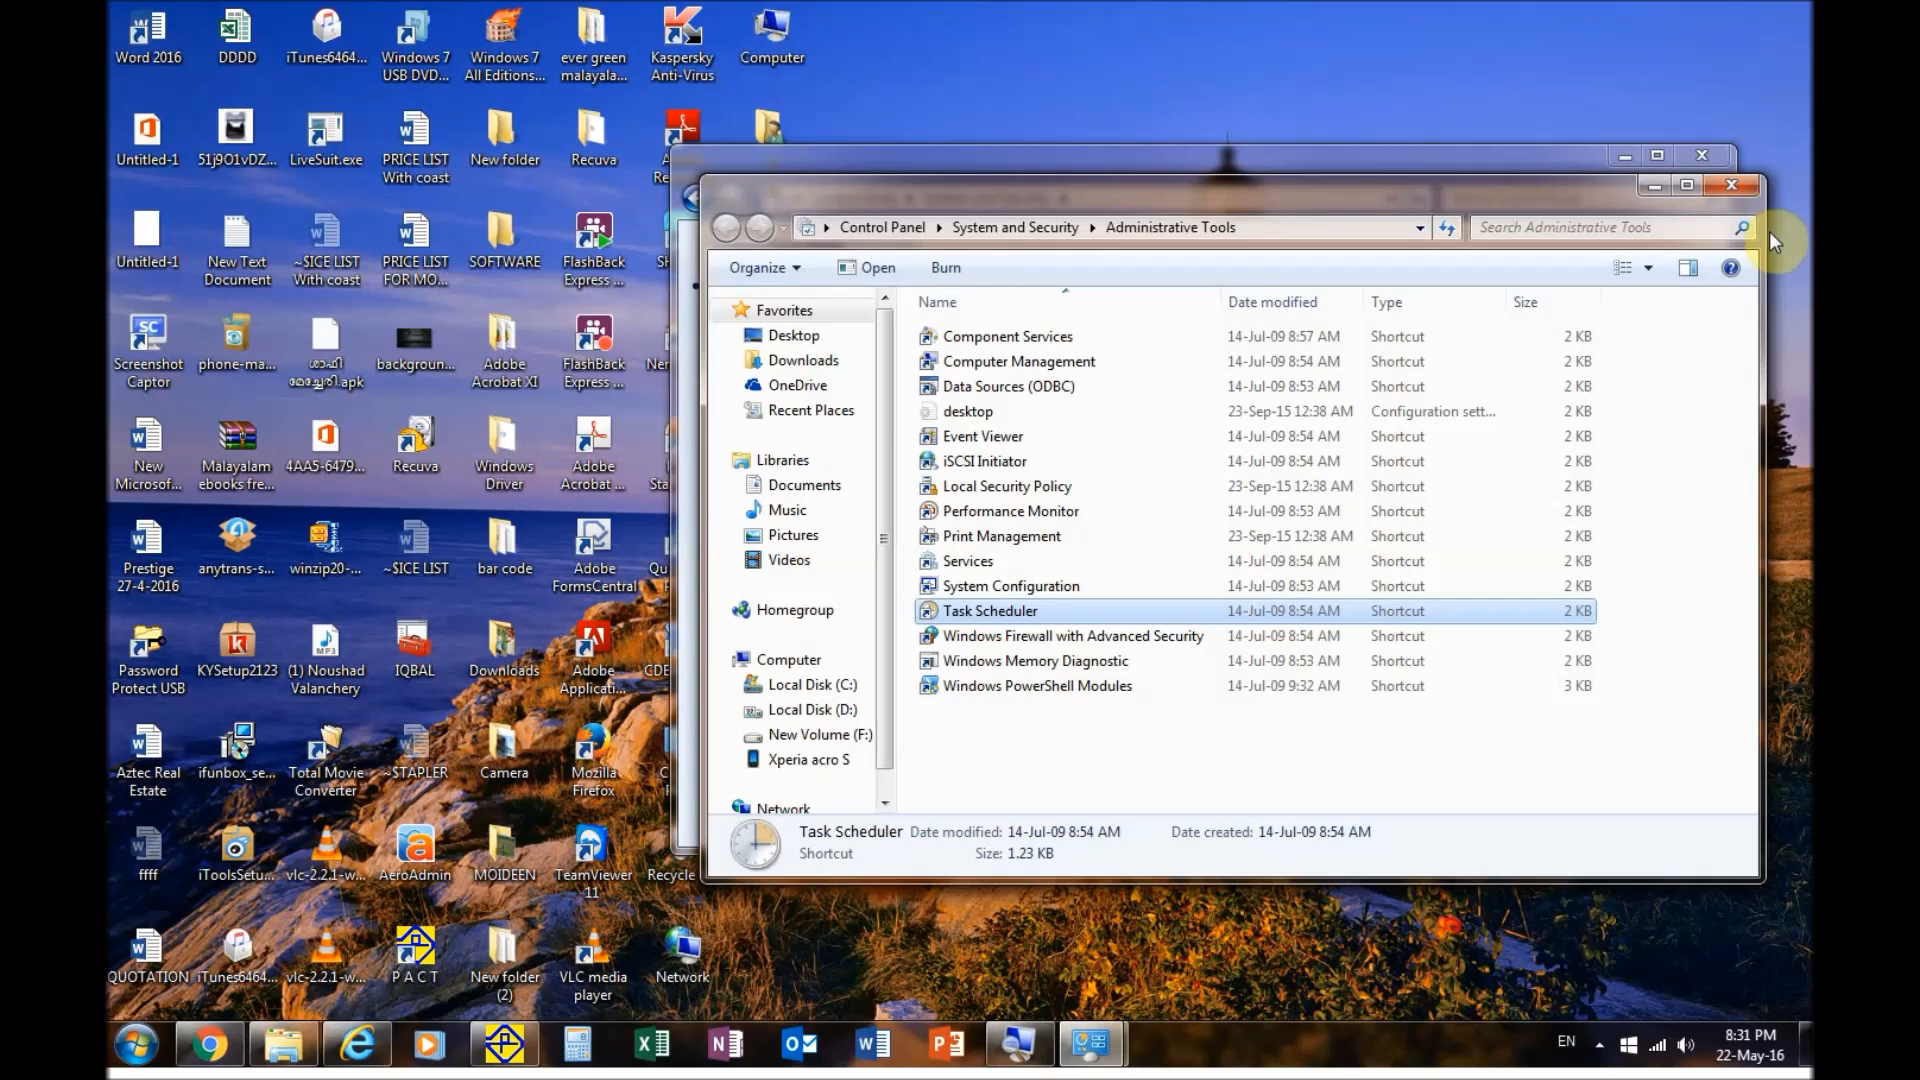 Word 2016
DDDD
iTunes6464...
Windows 7
USB DVD...
Windows 7
All Editions...
ever green
malayala...
Kaspersky
Anti-Virus
Computer
Untitled-1
51j9O1vDZ...
LiveSuit.exe
PRICE LIST
With coast
New folder
Recuva
Untitled-1
New Text
Document
~$ICE LIST
With coast
PRICE LIST
FOR MO...
SOFTWARE
FlashBack
Express ...
Screenshot
Captor
phone-ma...
ശാഫി
മേച്ചേരി.apk
backgroun...
Adobe
Acrobat XI
FlashBack
Express ...
New
Microsof...
Malayalam
ebooks fre...
4AA5-6479...
Recuva
Windows
Driver
Adobe
Acrobat ...
Prestige
27-4-2016
anytrans-s...
winzip20-...
~$ICE LIST
bar code
Adobe
FormsCentral
Password
Protect USB
KYSetup2123
(1) Noushad
Valanchery
IQBAL
Downloads
Adobe
Applicati...
Aztec Real
Estate
ifunbox_se...
Total Movie
Converter
~$TAPLER
Camera
Mozilla
Firefox
ffff
iToolsSetu...
vlc-2.2.1-w...
AeroAdmin
MOIDEEN
TeamViewer
11
Recycle
QUOTATION
iTunes6464...
vlc-2.2.1-w...
P A C T
New folder
(2)
VLC media
player
Network
Control Panel
System and Security
Administrative Tools
Search Administrative Tools
Organize
Open
Burn
Favorites
Desktop
Downloads
OneDrive
Recent Places
Libraries
Documents
Music
Pictures
Videos
Homegroup
Computer
Local Disk (C:)
Local Disk (D:)
New Volume (F:)
Xperia acro S
Network
Name Date modified Type Size
Component Services 14-Jul-09 8:57 AM Shortcut 2 KB
Computer Management 14-Jul-09 8:54 AM Shortcut 2 KB
Data Sources (ODBC) 14-Jul-09 8:53 AM Shortcut 2 KB
desktop 23-Sep-15 12:38 AM Configuration sett... 2 KB
Event Viewer 14-Jul-09 8:54 AM Shortcut 2 KB
iSCSI Initiator 14-Jul-09 8:54 AM Shortcut 2 KB
Local Security Policy 23-Sep-15 12:38 AM Shortcut 2 KB
Performance Monitor 14-Jul-09 8:53 AM Shortcut 2 KB
Print Management 23-Sep-15 12:38 AM Shortcut 2 KB
Services 14-Jul-09 8:54 AM Shortcut 2 KB
System Configuration 14-Jul-09 8:53 AM Shortcut 2 KB
Task Scheduler 14-Jul-09 8:54 AM Shortcut 2 KB
Windows Firewall with Advanced Security 14-Jul-09 8:54 AM Shortcut 2 KB
Windows Memory Diagnostic 14-Jul-09 8:53 AM Shortcut 2 KB
Windows PowerShell Modules 14-Jul-09 9:32 AM Shortcut 3 KB
Task Scheduler Date modified: 14-Jul-09 8:54 AM Date created: 14-Jul-09 8:54 AM
Shortcut Size: 1.23 KB
EN
8:31 PM
22-May-16